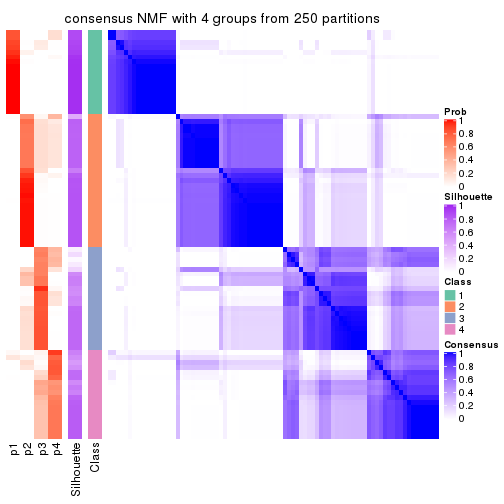 consensus NMF with 4 groups from 250 partitions
Prob
1
0.8
0.6
0.4
0.2
0
Silhouette
1
0.8
0.6
0.4
0.2
0
Class
1
2
3
4
Consensus
1
0.8
0.6
0.4
0.2
0
p1
p2
p3
p4
Silhouette
Class